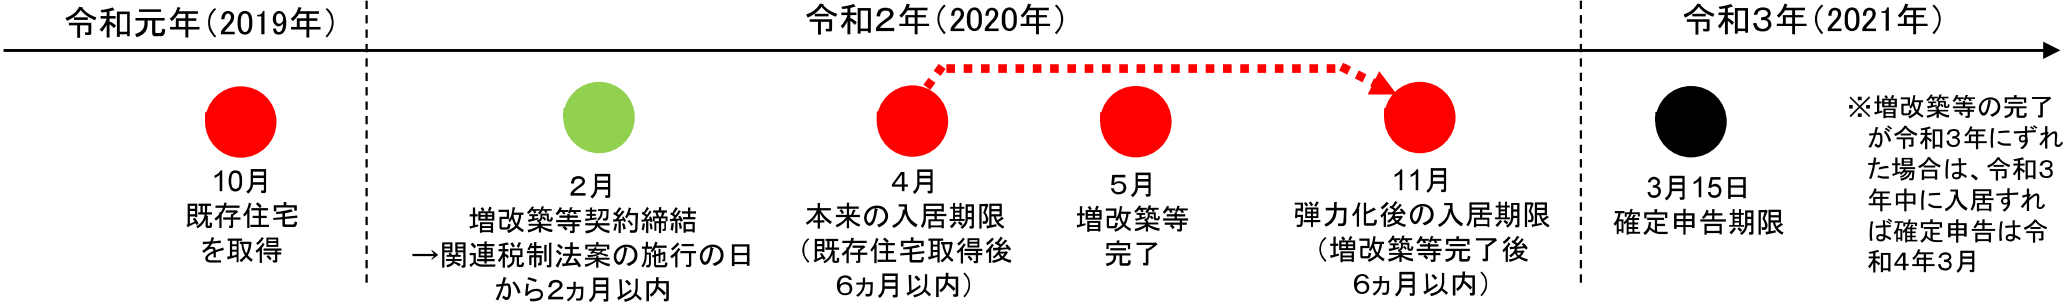 令和元年（2019年）
令和２年（2020年）
令和３年（2021年）
10月
既存住宅
を取得
２月
増改築等契約締結
→関連税制法案の施行の日
から２ヵ月以内
４月
本来の入居期限
（既存住宅取得後
６ヵ月以内）
５月
増改築等
完了
11月
弾力化後の入居期限
（増改築等完了後
６ヵ月以内）
３月15日
確定申告期限
※増改築等の完了
が令和３年にずれ
た場合は、令和３
年中に入居すれ
ば確定申告は令
和４年３月